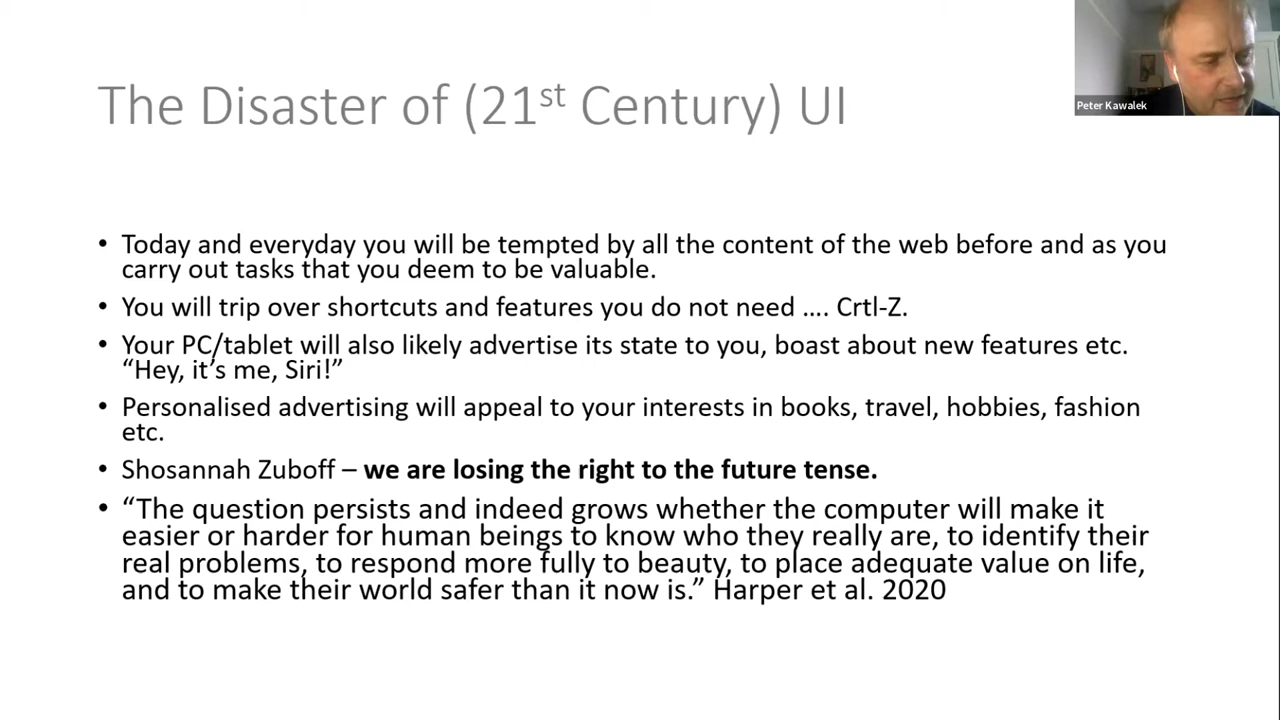 Peter Kawalek
The Disaster of (21st Century) UI
• Today and everyday you will be tempted by all the content of the web before and as you
carry out tasks that you deem to be valuable.
• You will trip over shortcuts and features you do not need …. Crtl-Z.
• Your PC/tablet will also likely advertise its state to you, boast about new features etc.
“Hey, it’s me, Siri!”
• Personalised advertising will appeal to your interests in books, travel, hobbies, fashion
etc.
• Shosannah Zuboff – we are losing the right to the future tense.
• “The question persists and indeed grows whether the computer will make it
easier or harder for human beings to know who they really are, to identify their
real problems, to respond more fully to beauty, to place adequate value on life,
and to make their world safer than it now is.” Harper et al. 2020